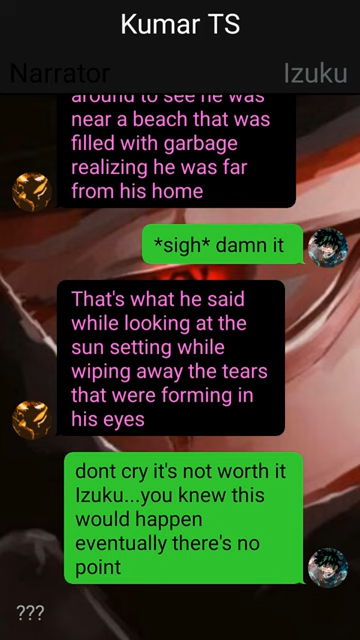 Kumar TS
Narrator
Izuku
around to see he was
near a beach that was
filled with garbage
realizing he was far
from his home
*sigh* damn it
That's what he said
while looking at the
sun setting while
wiping away the tears
that were forming in
his eyes
dont cry it's not worth it
Izuku...you knew this
would happen
eventually there's no
point
???